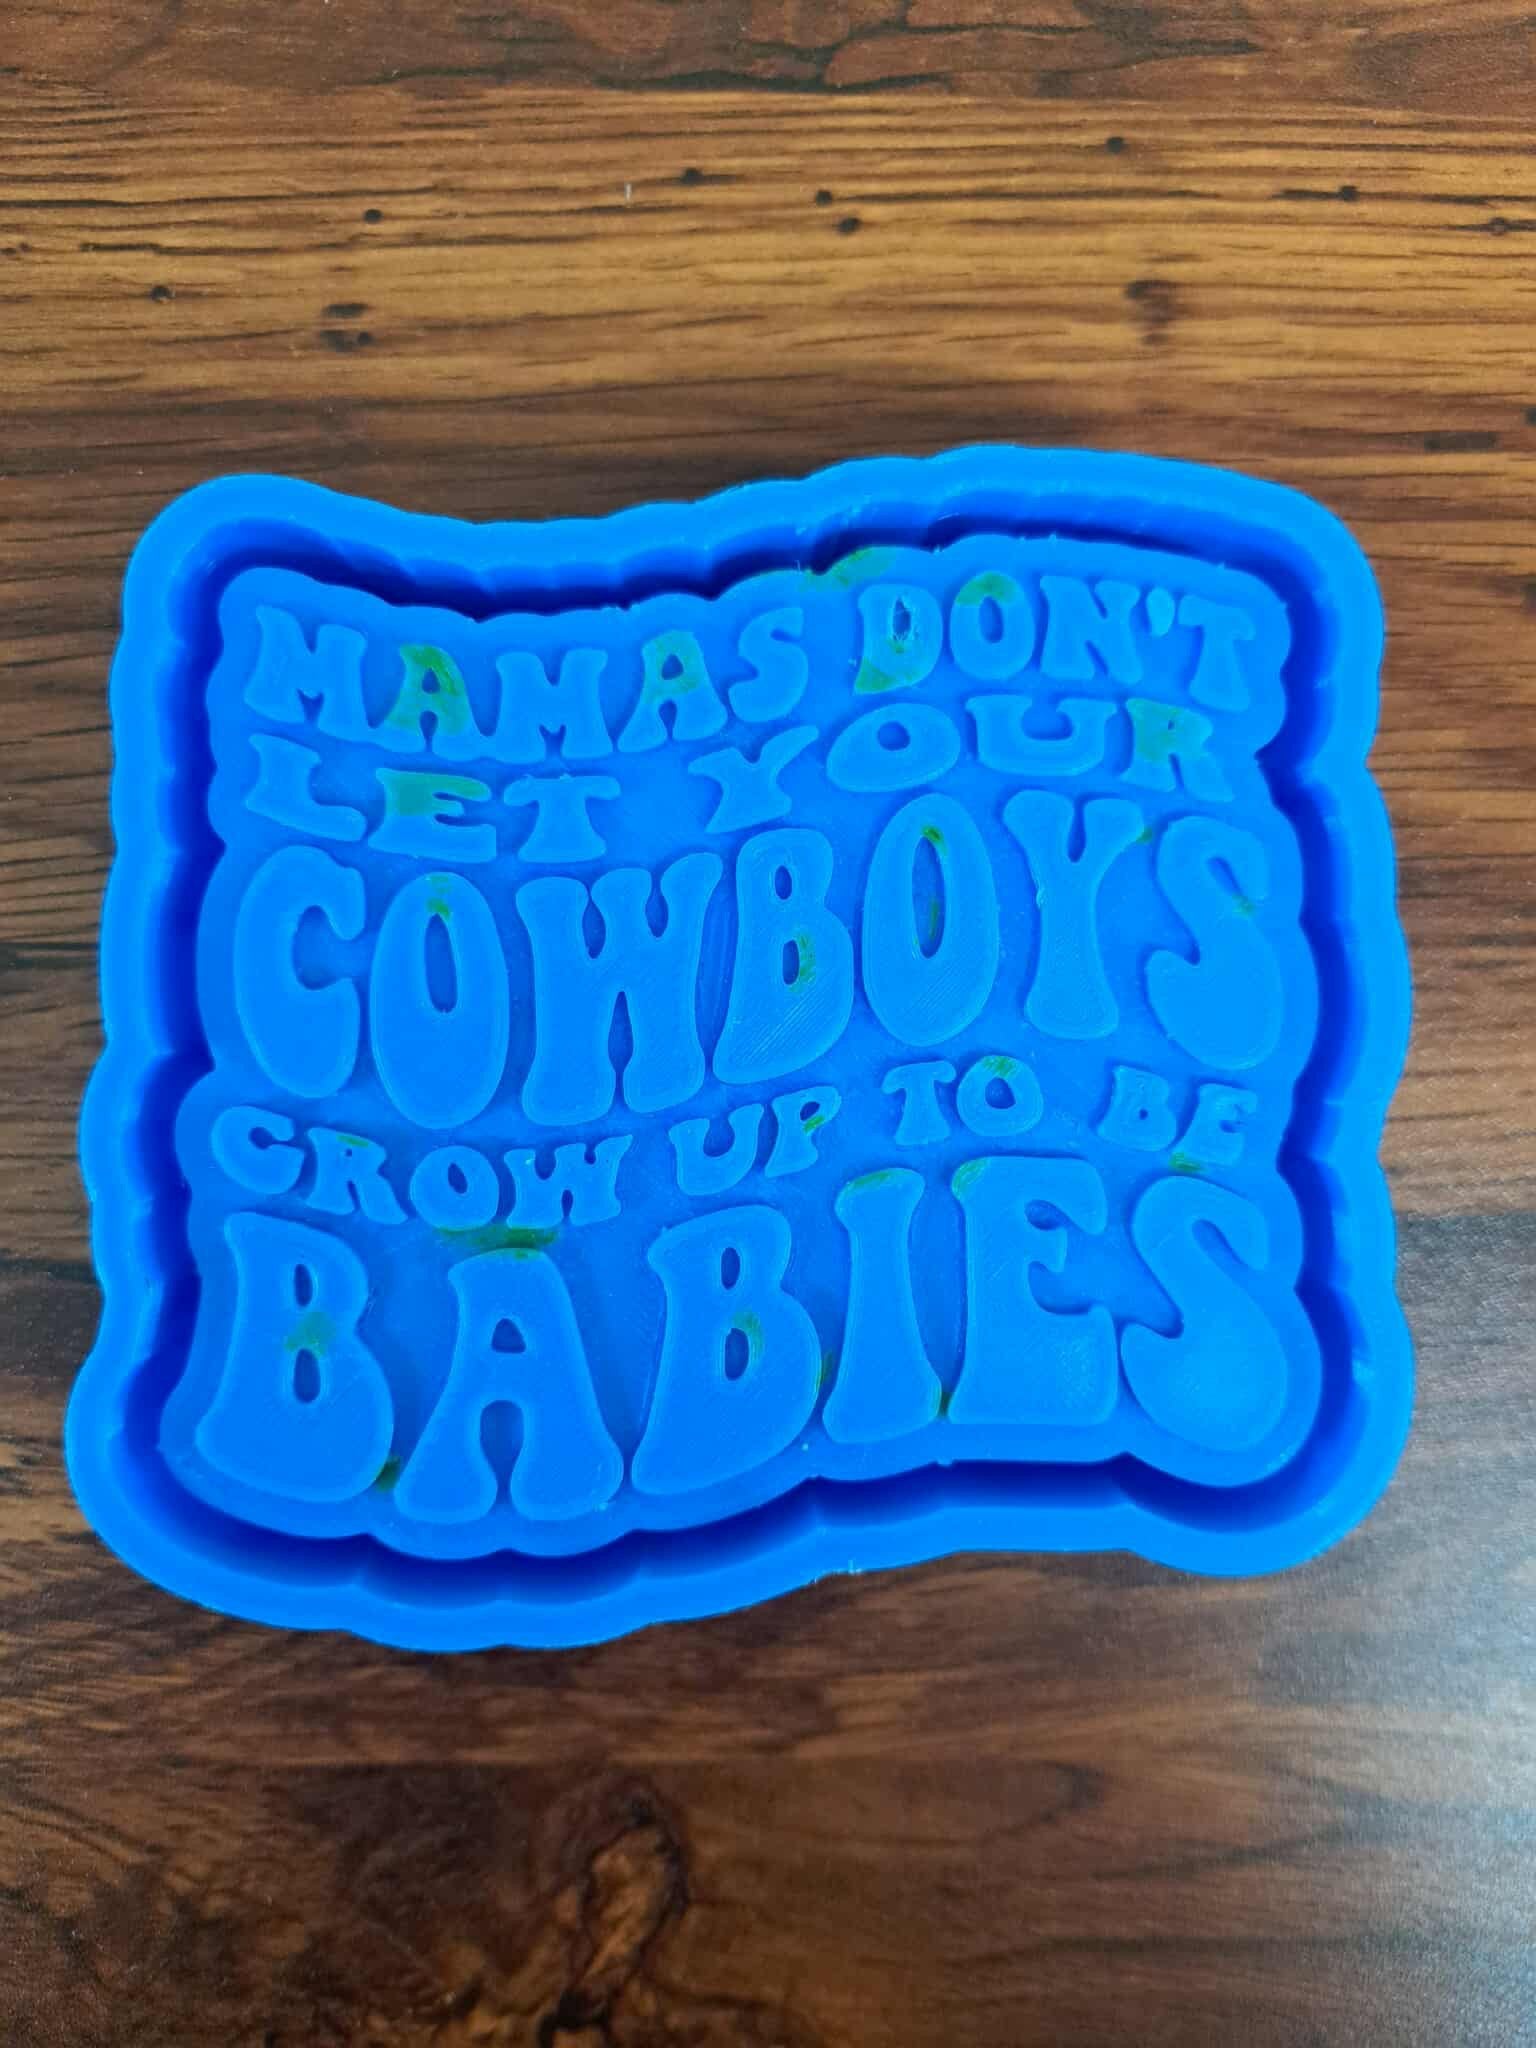 MAMAS DON'T
LET YOUR
COWBOYS
GROW UP TO BE
BABIES